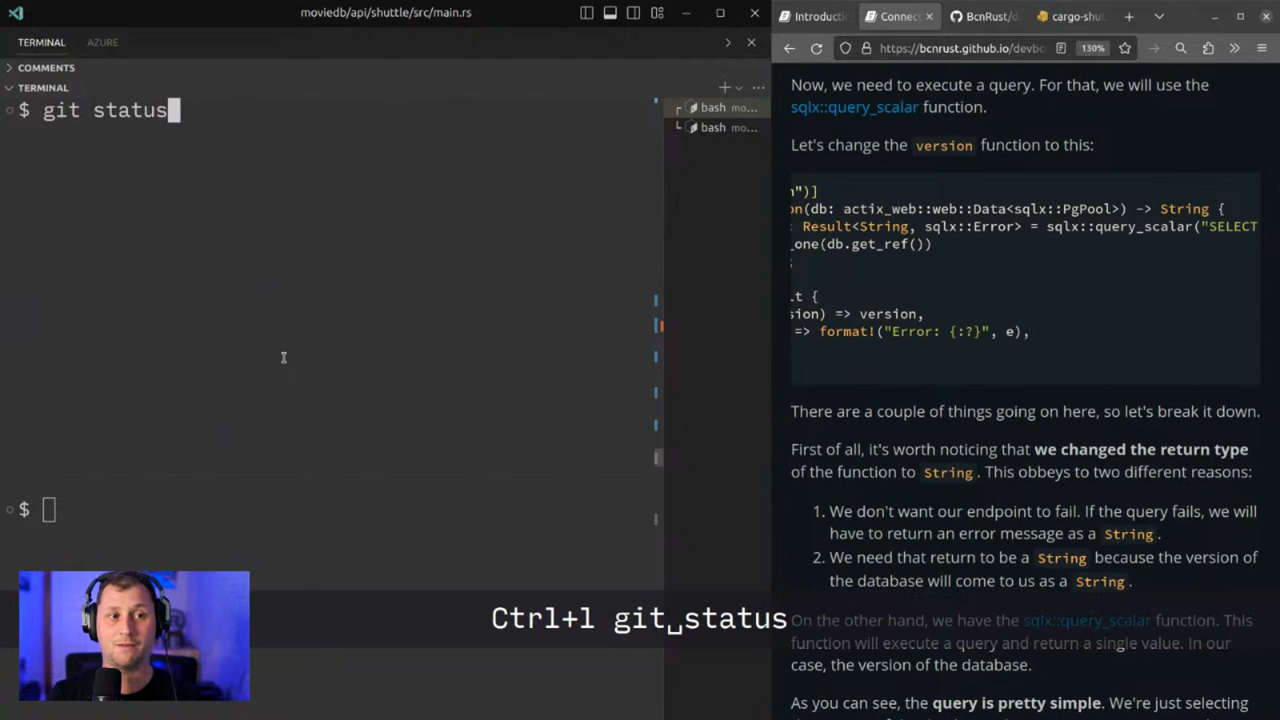 moviedb/api/shuttle/src/main.rs
TERMINAL AZURE
COMMENTS
TERMINAL
$ git status
bash mo...
bash mo...
$
Ctrl+l git␣status
Introduction
Connect
BcnRust/d
cargo-shut
https://bcnrust.github.io/devbc
130%
Now, we need to execute a query. For that, we will use the
sqlx::query_scalar function.
Let's change the version function to this:
n")]
on(db: actix_web::web::Data<sqlx::PgPool>) -> String {
: Result<String, sqlx::Error> = sqlx::query_scalar("SELECT
_one(db.get_ref())
;
lt {
sion) => version,
=> format!("Error: {:?}", e),
There are a couple of things going on here, so let's break it down.
First of all, it's worth noticing that we changed the return type
of the function to String. This obbeys to two different reasons:
1. We don't want our endpoint to fail. If the query fails, we will
have to return an error message as a String.
2. We need that return to be a String because the version of
the database will come to us as a String.
On the other hand, we have the sqlx::query_scalar function. This
function will execute a query and return a single value. In our
case, the version of the database.
As you can see, the query is pretty simple. We're just selecting